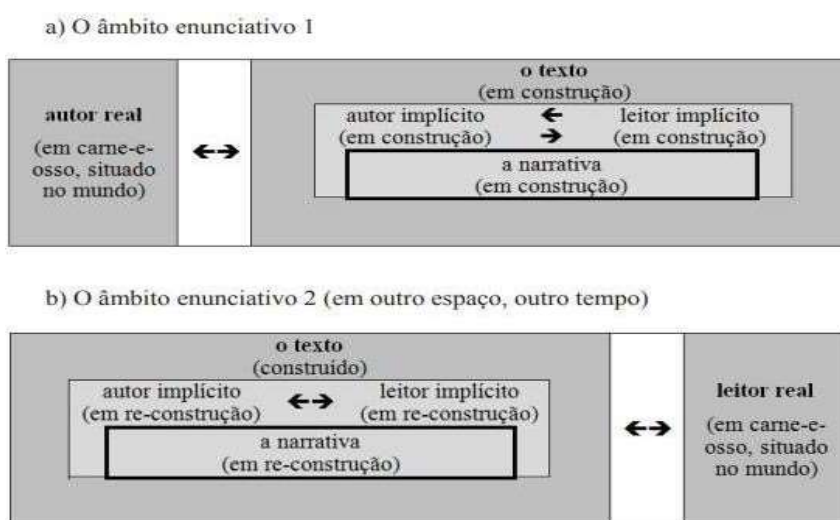 a) O âmbito enunciativo 1
autor real
(em carne-e-
osso, situado
no mundo)
o texto
(em construção)
autor implícito
(em construção)
leitor implícito
(em construção)
a narrativa
(em construção)
b) O âmbito enunciativo 2 (em outro espaço, outro tempo)
o texto
(construído)
autor implícito
(em re-construção)
leitor implícito
(em re-construção)
a narrativa
(em re-construção)
leitor real
(em carne-e-
osso, situado
no mundo)